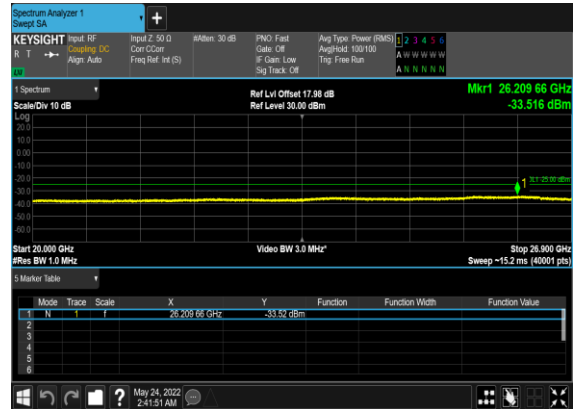 Spectrum Analyzer 1
Swept SA
KEYSIGHT Input: RF Input Z: 50 Ω #Atten: 30 dB PNO: Fast Avg Type: Power (RMS) 1 2 3 4 5 6
R T Coupling: DC Corr CCorr Gate: Off Avg|Hold: 100/100 A W W W W W
Align: Auto Freq Ref: Int (S) IF Gain: Low Trig: Free Run
Sig Track: Off A N N N N N
1 Spectrum Ref Lvl Offset 17.98 dB Mkr1 26.209 66 GHz
Scale/Div 10 dB Ref Level 30.00 dBm -33.516 dBm
Log
20.0
10.0
0.00
-10.0
-20.0
1 DL1 -25.00 dBm
-30.0
-40.0
-50.0
-60.0
Start 20.000 GHz Video BW 3.0 MHz* Stop 26.900 GHz
#Res BW 1.0 MHz Sweep ~15.2 ms (40001 pts)
5 Marker Table
Mode Trace Scale X Y Function Function Width Function Value
1 N 1 f 26.209 66 GHz -33.52 dBm
2
3
4
5
6
? May 24, 2022
2:41:51 AM